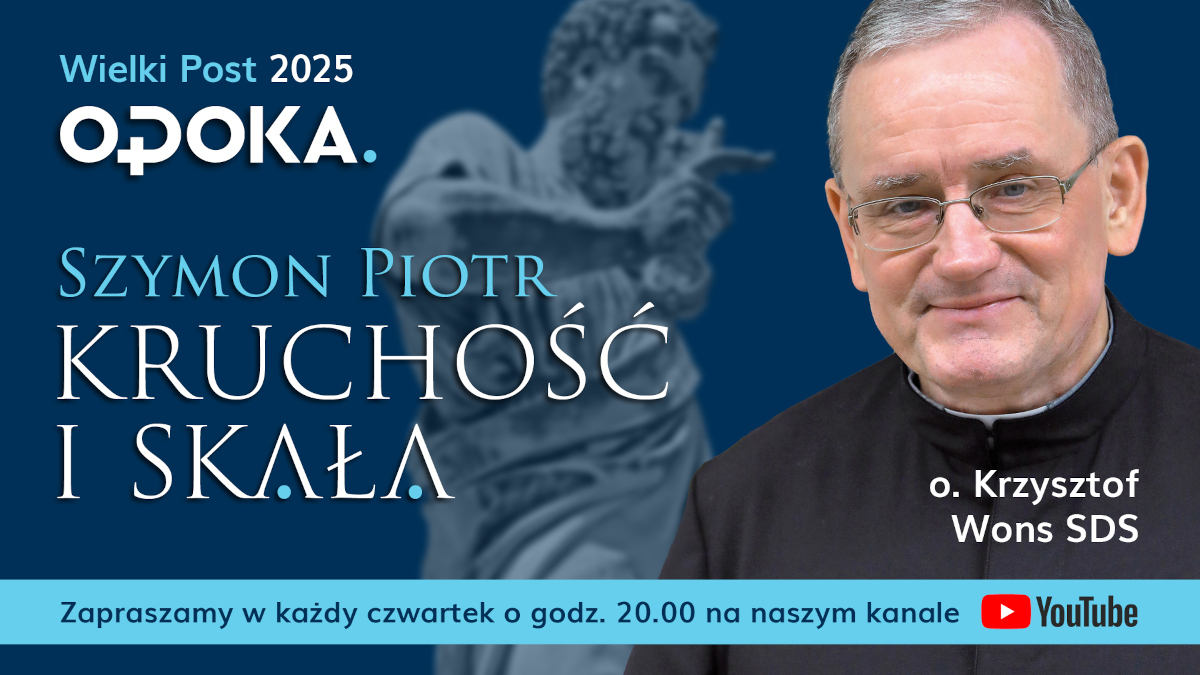 Wielki Post 2025
OPOKA.
SZYMON PIOTR
KRUCHOŚĆ
I SKAŁA
o. Krzysztof
Wons SDS
Zapraszamy w każdy czwartek o godz. 20.00 na naszym kanale YouTube